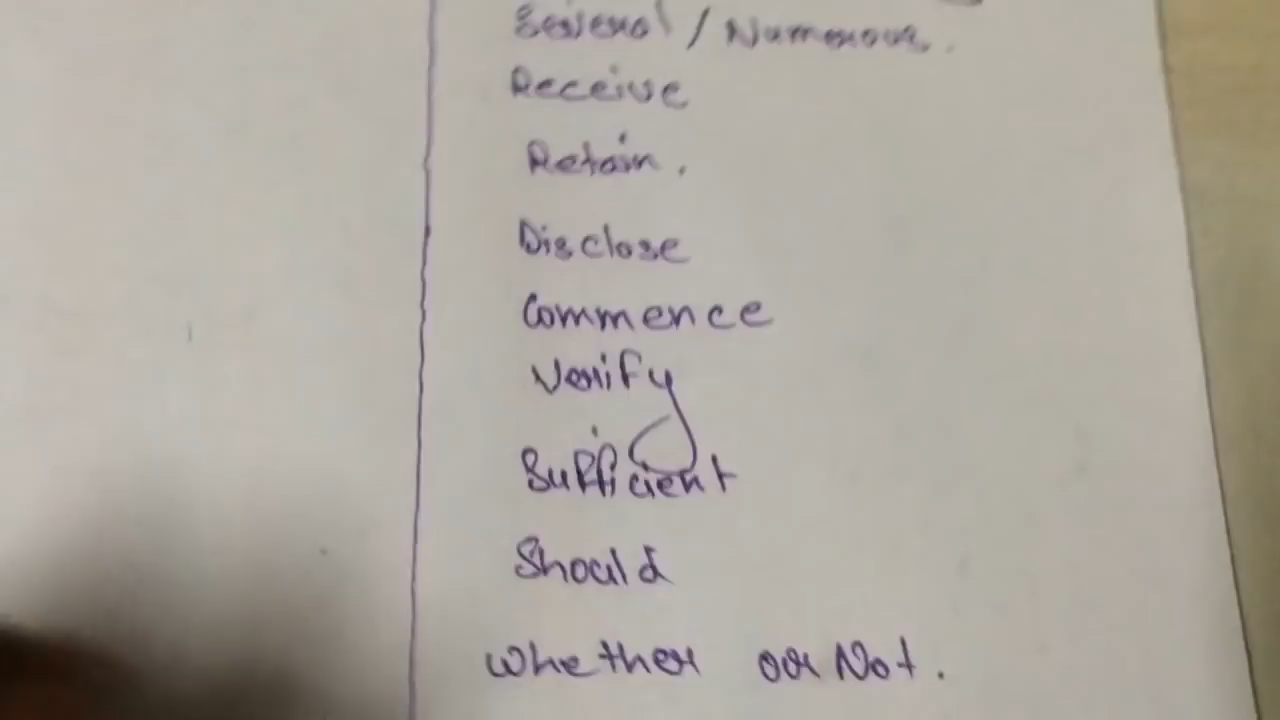 Several / Numerous.
Receive
Retain.
Disclose
Commence
Verify
Sufficient
Should
Whether or Not.